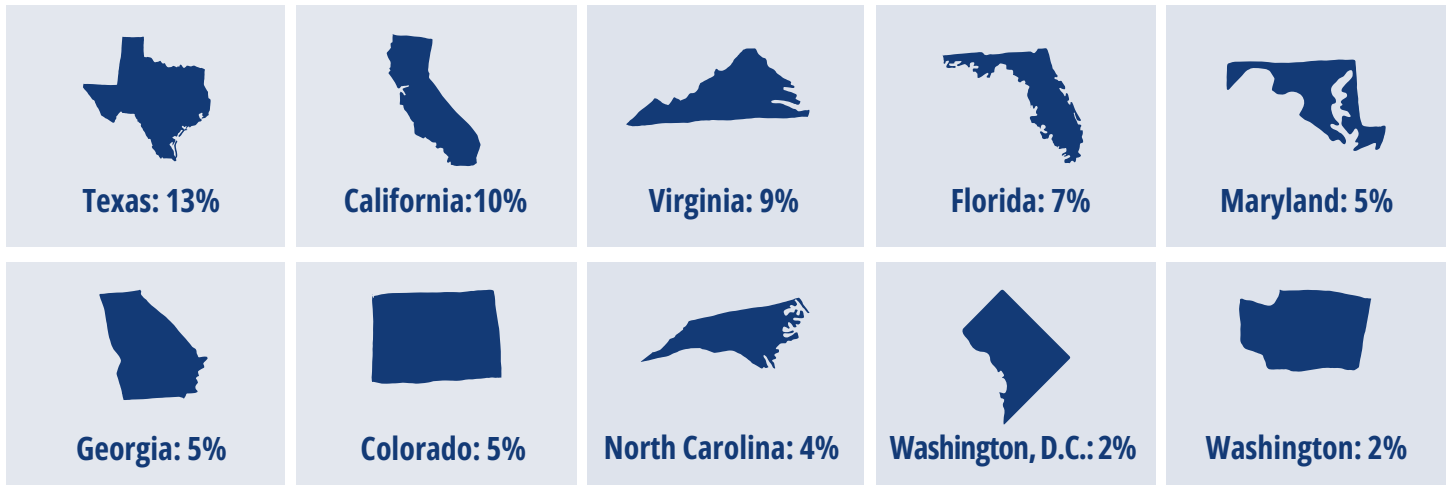 Texas: 13%
California:10%
Virginia: 9%
Florida: 7%
Maryland: 5%
Georgia: 5%
Colorado: 5%
North Carolina: 4%
Washington, D.C.: 2%
Washington: 2%